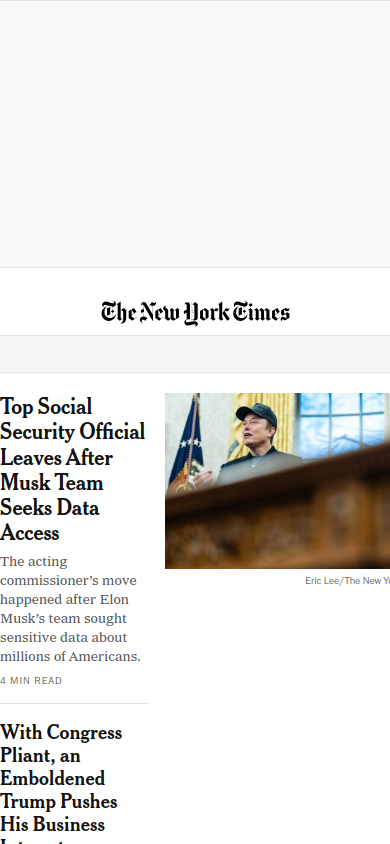 The New York Times
Top Social
Security Official
Leaves After
Musk Team
Seeks Data
Access
The acting
commissioner's move
happened after Elon
Musk's team sought
sensitive data about
millions of Americans.
4 MIN READ
Eric Lee/The New Yo
With Congress
Pliant, an
Emboldened
Trump Pushes
His Business